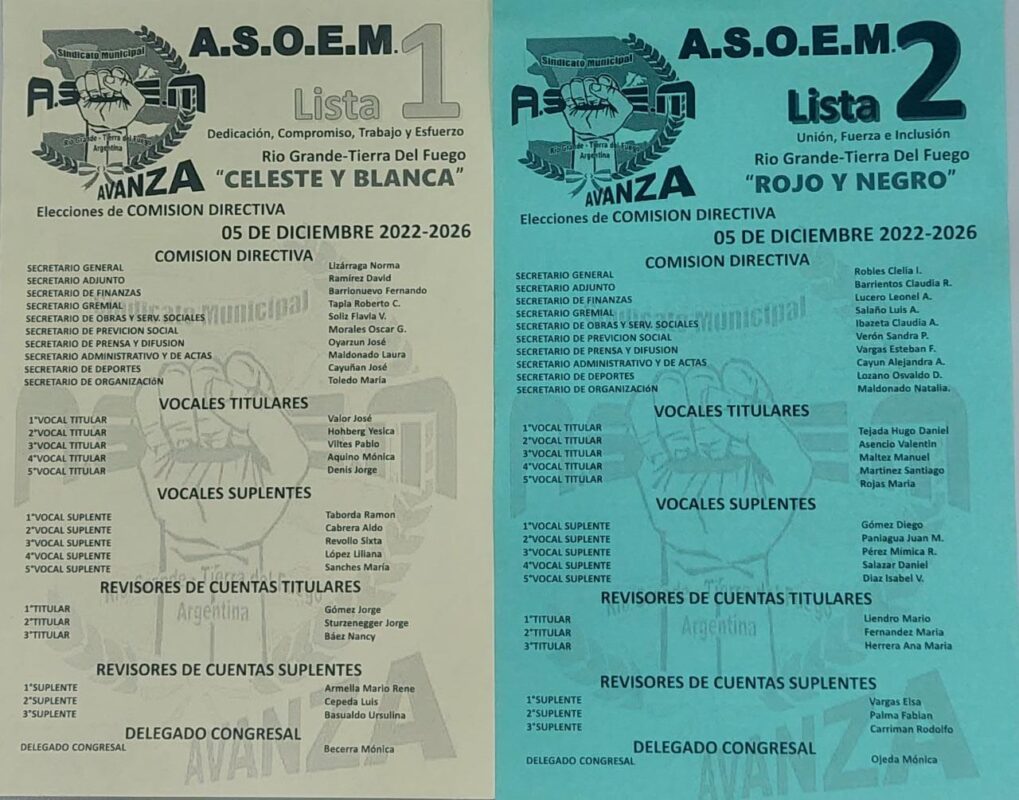 Sindicato Municipal
A.S.O.E.M
Rio Grande - Tierra del Fuego
Argentina
AVANZA
A.S.O.E.M.
Lista 1
Dedicación, Compromiso, Trabajo y Esfuerzo
Rio Grande-Tierra Del Fuego
"CELESTE Y BLANCA"
Elecciones de COMISION DIRECTIVA
05 DE DICIEMBRE 2022-2026
COMISION DIRECTIVA
SECRETARIO GENERAL Lizárraga Norma
SECRETARIO ADJUNTO Ramírez David
SECRETARIO DE FINANZAS Barrionuevo Fernando
SECRETARIO GREMIAL Tapia Roberto C.
SECRETARIO DE OBRAS Y SERV. SOCIALES Soliz Flavia V.
SECRETARIO DE PREVICION SOCIAL Morales Oscar G.
SECRETARIO DE PRENSA Y DIFUSION Oyarzun José
SECRETARIO ADMINISTRATIVO Y DE ACTAS Maldonado Laura
SECRETARIO DE DEPORTES Cayuñan José
SECRETARIO DE ORGANIZACIóN Toledo María
VOCALES TITULARES
1°VOCAL TITULAR Valor José
2°VOCAL TITULAR Hohberg Yesica
3°VOCAL TITULAR Viltes Pablo
4°VOCAL TITULAR Aquino Mónica
5°VOCAL TITULAR Denis Jorge
VOCALES SUPLENTES
1°VOCAL SUPLENTE Taborda Ramon
2°VOCAL SUPLENTE Cabrera Aldo
3°VOCAL SUPLENTE Revollo Sixta
4°VOCAL SUPLENTE López Liliana
5°VOCAL SUPLENTE Sanches María
REVISORES DE CUENTAS TITULARES
1°TITULAR Gómez Jorge
2°TITULAR Sturzenegger Jorge
3°TITULAR Báez Nancy
REVISORES DE CUENTAS SUPLENTES
1°SUPLENTE Armella Mario Rene
2°SUPLENTE Cepeda Luis
3°SUPLENTE Basualdo Ursulina
DELEGADO CONGRESAL
DELEGADO CONGRESAL Becerra Mónica
Sindicato Municipal
A.S.O.E.M
Rio Grande - Tierra del Fuego
Argentina
AVANZA
A.S.O.E.M.
Lista 2
Unión, Fuerza e Inclusión
Rio Grande-Tierra Del Fuego
"ROJO Y NEGRO"
Elecciones de COMISION DIRECTIVA
05 DE DICIEMBRE 2022-2026
COMISION DIRECTIVA
SECRETARIO GENERAL Robles Clelia I.
SECRETARIO ADJUNTO Barrientos Claudia R.
SECRETARIO DE FINANZAS Lucero Leonel A.
SECRETARIO GREMIAL Salaño Luis A.
SECRETARIO DE OBRAS Y SERV. SOCIALES Ibazeta Claudia A.
SECRETARIO DE PREVICION SOCIAL Verón Sandra P.
SECRETARIO DE PRENSA Y DIFUSION Vargas Esteban F.
SECRETARIO ADMINISTRATIVO Y DE ACTAS Cayun Alejandra A.
SECRETARIO DE DEPORTES Lozano Osvaldo D.
SECRETARIO DE ORGANIZACIóN Maldonado Natalia.
VOCALES TITULARES
1°VOCAL TITULAR Tejada Hugo Daniel
2°VOCAL TITULAR Asencio Valentin
3°VOCAL TITULAR Maltez Manuel
4°VOCAL TITULAR Martinez Santiago
5°VOCAL TITULAR Rojas Maria
VOCALES SUPLENTES
1°VOCAL SUPLENTE Gómez Diego
2°VOCAL SUPLENTE Paniagua Juan M.
3°VOCAL SUPLENTE Pérez Mimica R.
4°VOCAL SUPLENTE Salazar Daniel
5°VOCAL SUPLENTE Diaz Isabel V.
REVISORES DE CUENTAS TITULARES
1°TITULAR Liendro Mario
2°TITULAR Fernandez Maria
3°TITULAR Herrera Ana Maria
REVISORES DE CUENTAS SUPLENTES
1°SUPLENTE Vargas Elsa
2°SUPLENTE Palma Fabian
3°SUPLENTE Carriman Rodolfo
DELEGADO CONGRESAL
DELEGADO CONGRESAL Ojeda Mónica